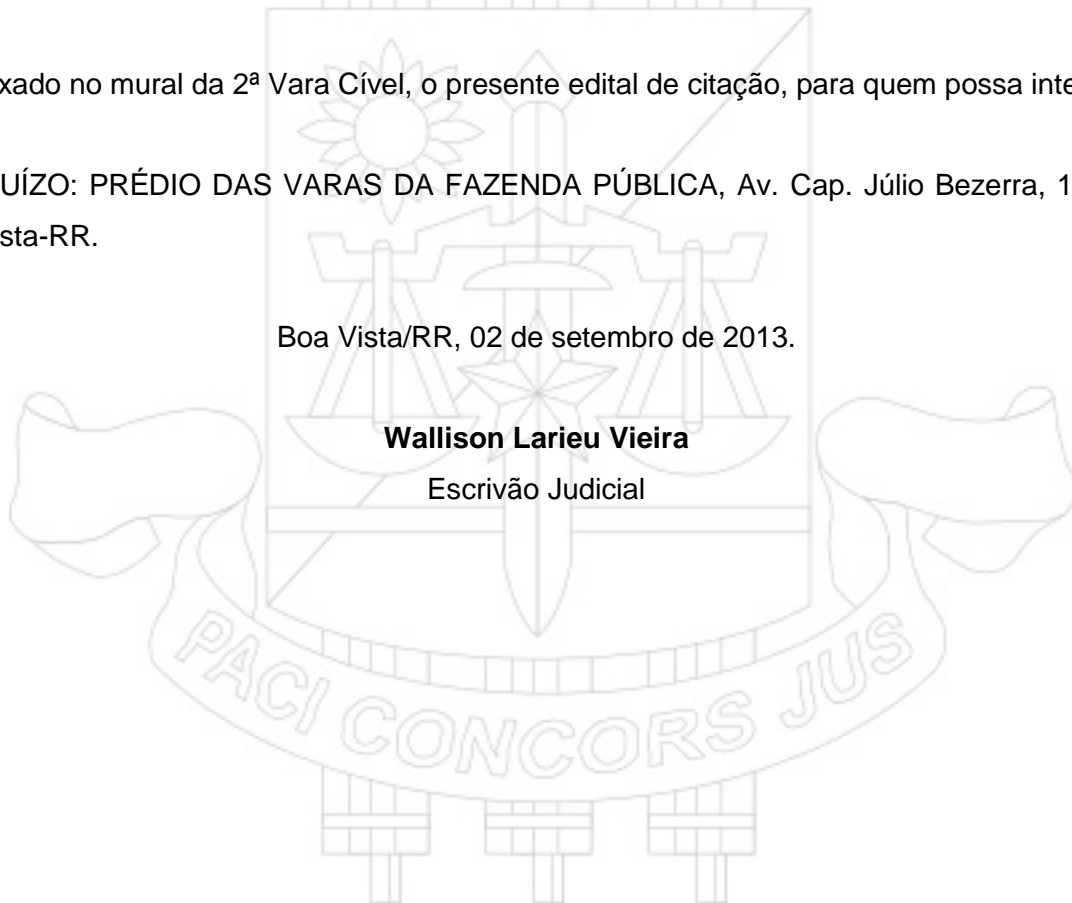 xado no mural da 2ª Vara Cível, o presente edital de citação, para quem possa inte
UÍZO: PRÉDIO DAS VARAS DA FAZENDA PÚBLICA, Av. Cap. Júlio Bezerra, 1
sta-RR.
Boa Vista/RR, 02 de setembro de 2013.
Wallison Larieu Vieira
Escrivão Judicial
PACI CONCORS JUS